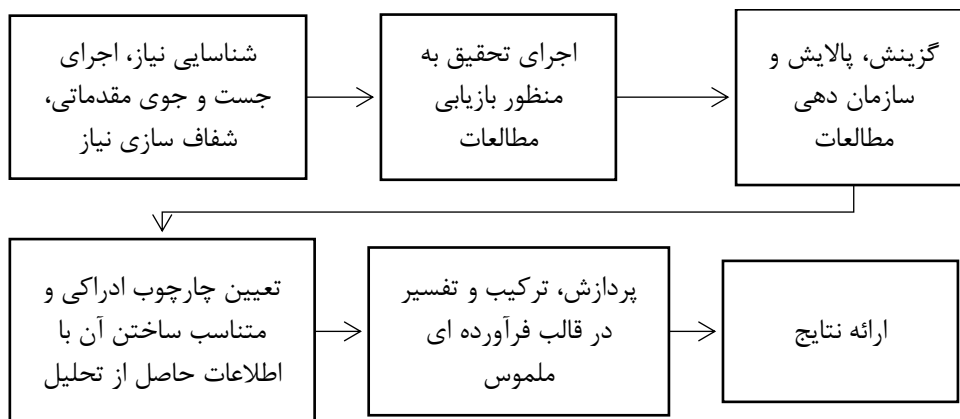 شناسایی نیاز، اجرای
جست و جوی مقدماتی،
شفاف سازی نیاز
اجرای تحقیق به
منظور بازیابی
مطالعات
گزینش، پالایش و
سازمان دهی
مطالعات
تعیین چارچوب ادراکی و
متناسب ساختن آن با
اطلاعات حاصل از تحلیل
پردازش، ترکیب و تفسیر
در قالب فرآورده ای
ملموس
ارائه نتایج